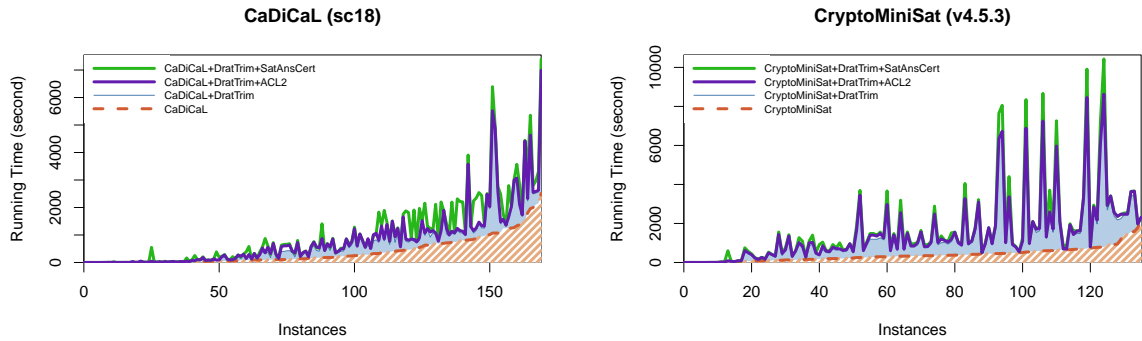 CaDiCaL (sc18)
Running Time (second)
6000
4000
2000
0
CaDiCaL+DratTrim+SatAnsCert
CaDiCaL+DratTrim+ACL2
CaDiCaL+DratTrim
CaDiCaL
0 50 100 150
Instances
CryptoMiniSat (v4.5.3)
Running Time (second)
10000
6000
2000
0
CryptoMiniSat+DratTrim+SatAnsCert
CryptoMiniSat+DratTrim+ACL2
CryptoMiniSat+DratTrim
CryptoMiniSat
0 20 40 60 80 100 120
Instances